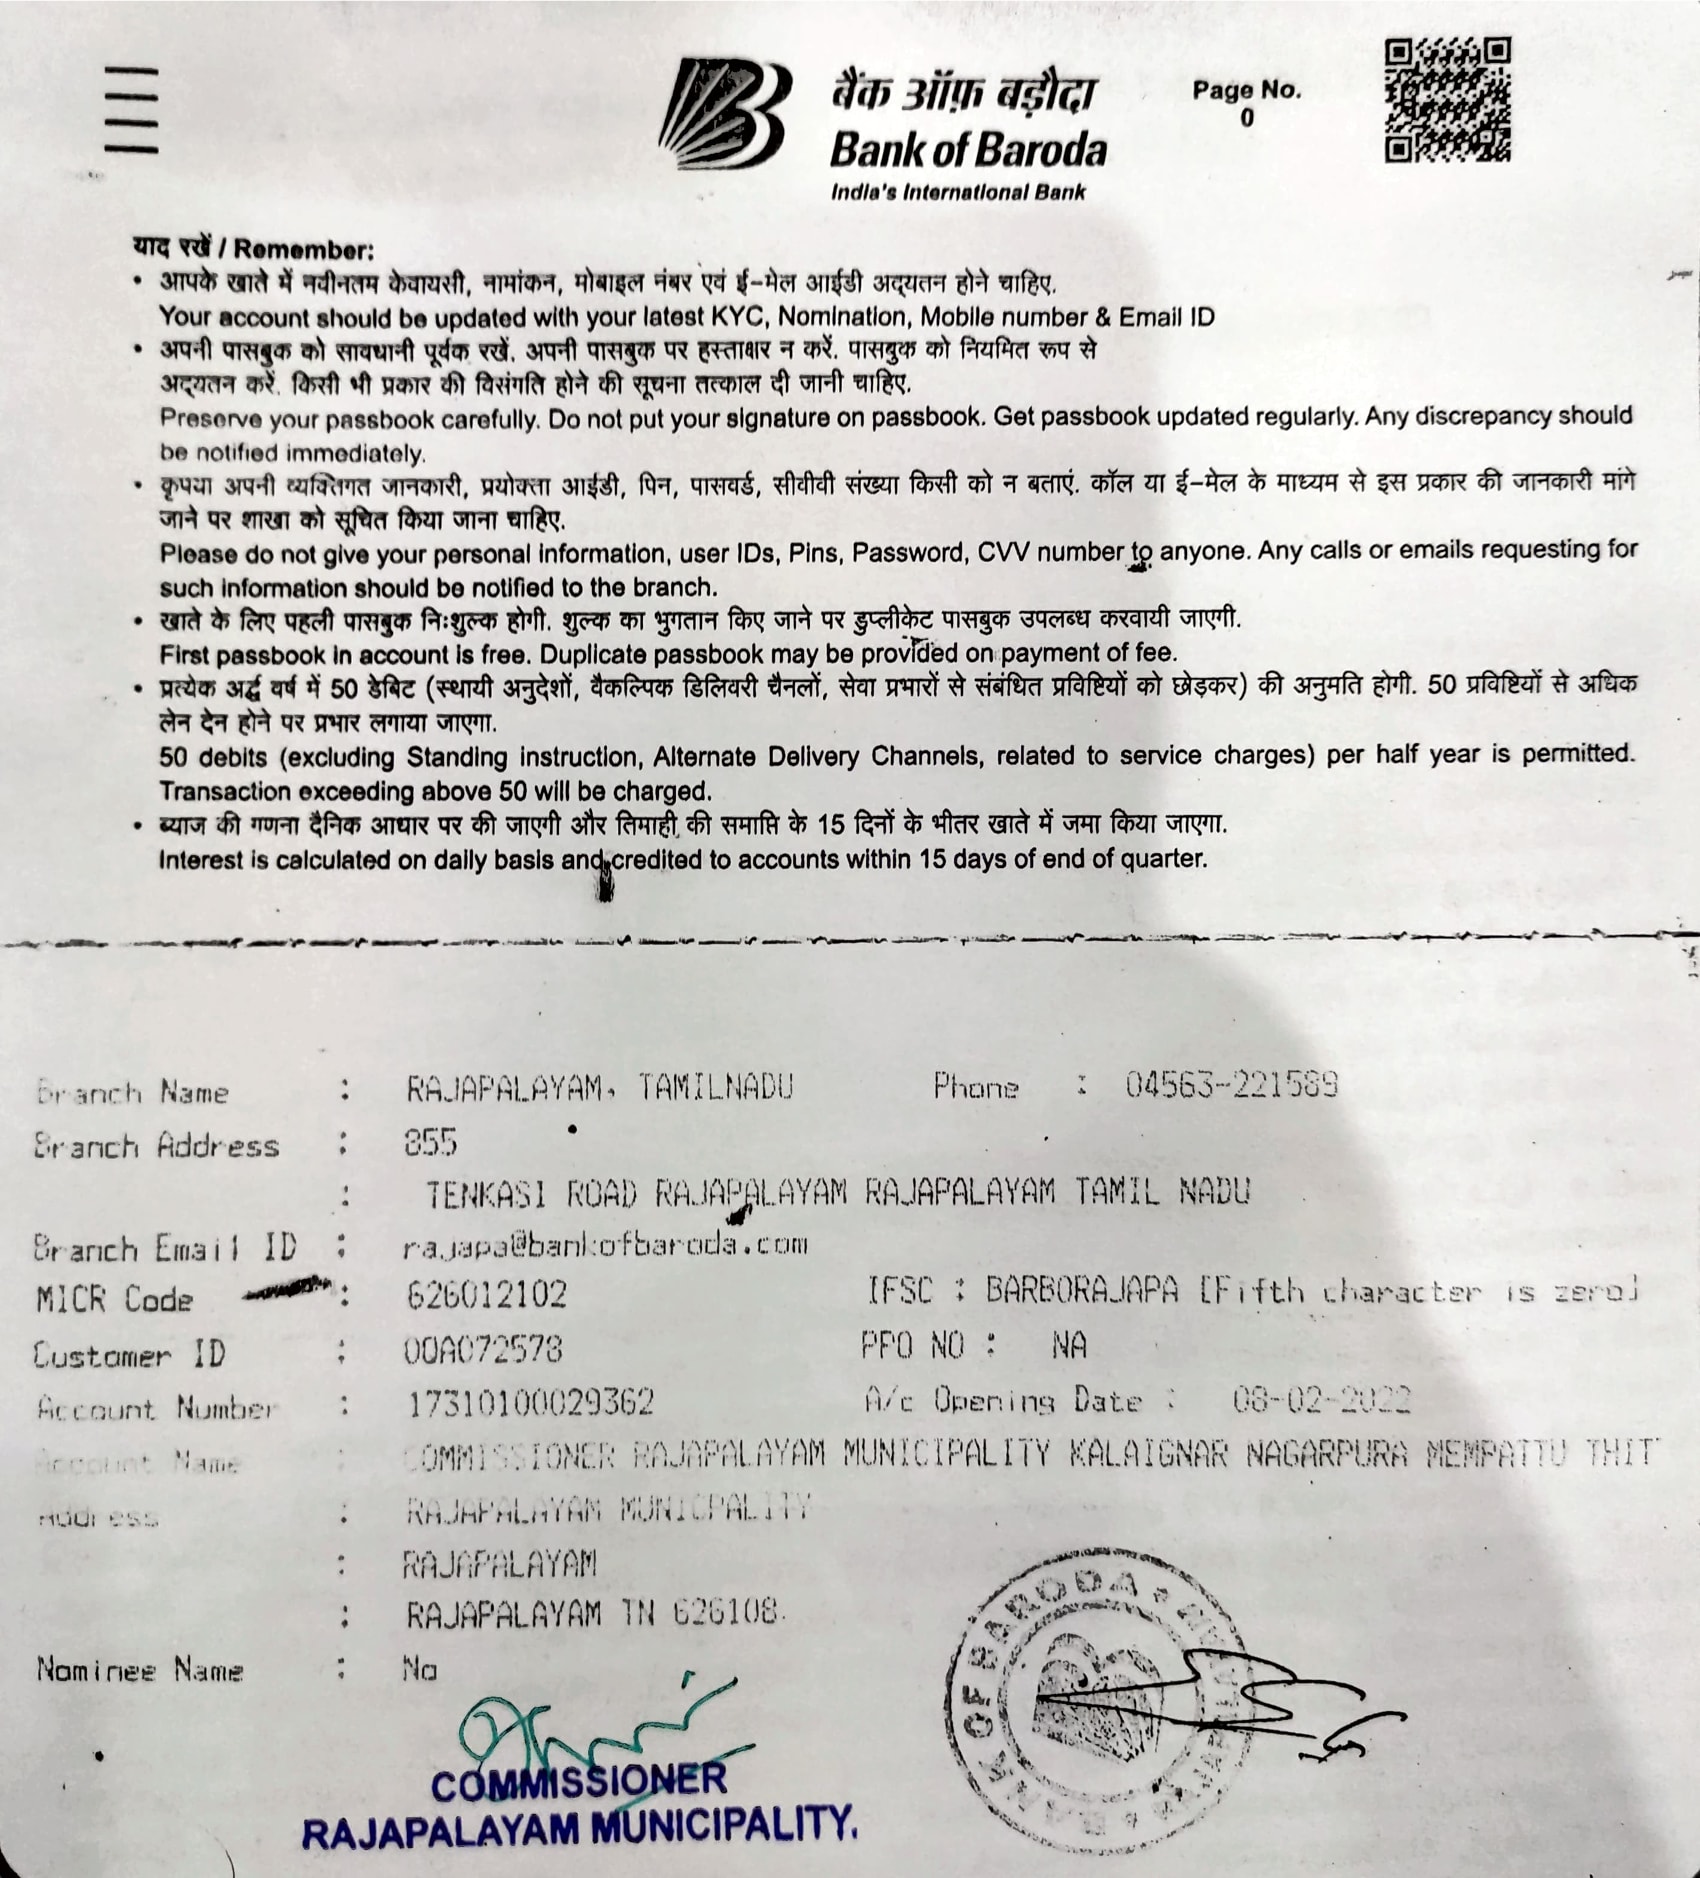 बैंक ऑफ़ बड़ौदा
Bank of Baroda
India's International Bank
Page No.
0
याद रखें / Remember:
• आपके खाते में नवीनतम केवायसी, नामांकन, मोबाइल नंबर एवं ई-मेल आईडी अद्यतन होने चाहिए.
Your account should be updated with your latest KYC, Nomination, Mobile number & Email ID
• अपनी पासबुक को सावधानी पूर्वक रखें. अपनी पासबुक पर हस्ताक्षर न करें. पासबुक को नियमित रूप से
अद्यतन करें. किसी भी प्रकार की विसंगति होने की सूचना तत्काल दी जानी चाहिए.
Preserve your passbook carefully. Do not put your signature on passbook. Get passbook updated regularly. Any discrepancy should
be notified immediately.
• कृपया अपनी व्यक्तिगत जानकारी, प्रयोक्ता आईडी, पिन, पासवर्ड, सीवीवी संख्या किसी को न बताएं. कॉल या ई-मेल के माध्यम से इस प्रकार की जानकारी मांगे
जाने पर शाखा को सूचित किया जाना चाहिए.
Please do not give your personal information, user IDs, Pins, Password, CVV number to anyone. Any calls or emails requesting for
such information should be notified to the branch.
• खाते के लिए पहली पासबुक निःशुल्क होगी. शुल्क का भुगतान किए जाने पर डुप्लीकेट पासबुक उपलब्ध करवायी जाएगी.
First passbook in account is free. Duplicate passbook may be provided on payment of fee.
• प्रत्येक अर्द्ध वर्ष में 50 डेबिट (स्थायी अनुदेशों, वैकल्पिक डिलिवरी चैनलों, सेवा प्रभारों से संबंधित प्रविष्टियों को छोड़कर) की अनुमति होगी. 50 प्रविष्टियों से अधिक
लेन देन होने पर प्रभार लगाया जाएगा.
50 debits (excluding Standing instruction, Alternate Delivery Channels, related to service charges) per half year is permitted.
Transaction exceeding above 50 will be charged.
• ब्याज की गणना दैनिक आधार पर की जाएगी और तिमाही की समाप्ति के 15 दिनों के भीतर खाते में जमा किया जाएगा.
Interest is calculated on daily basis and credited to accounts within 15 days of end of quarter.
Branch Name : RAJAPALAYAM, TAMILNADU Phone : 04563-221589
Branch Address : 855
: TENKASI ROAD RAJAPALAYAM RAJAPALAYAM TAMIL NADU
Branch Email ID : rajapa@bankofbaroda.com
MICR Code : 626012102 IFSC : BARB0RAJAPA [Fifth character is zero]
Customer ID : 00A072578 PPO NO : NA
Account Number : 17310100029362 A/c Opening Date : 08-02-2022
Account Name : COMMISSIONER RAJAPALAYAM MUNICIPALITY KALAIGNAR NAGARPURA MEMPATTU THIT
Address : RAJAPALAYAM MUNICPALITY
: RAJAPALAYAM
: RAJAPALAYAM TN 626108
Nominee Name : No
COMMISSIONER
RAJAPALAYAM MUNICIPALITY.
BANK OF BARODA